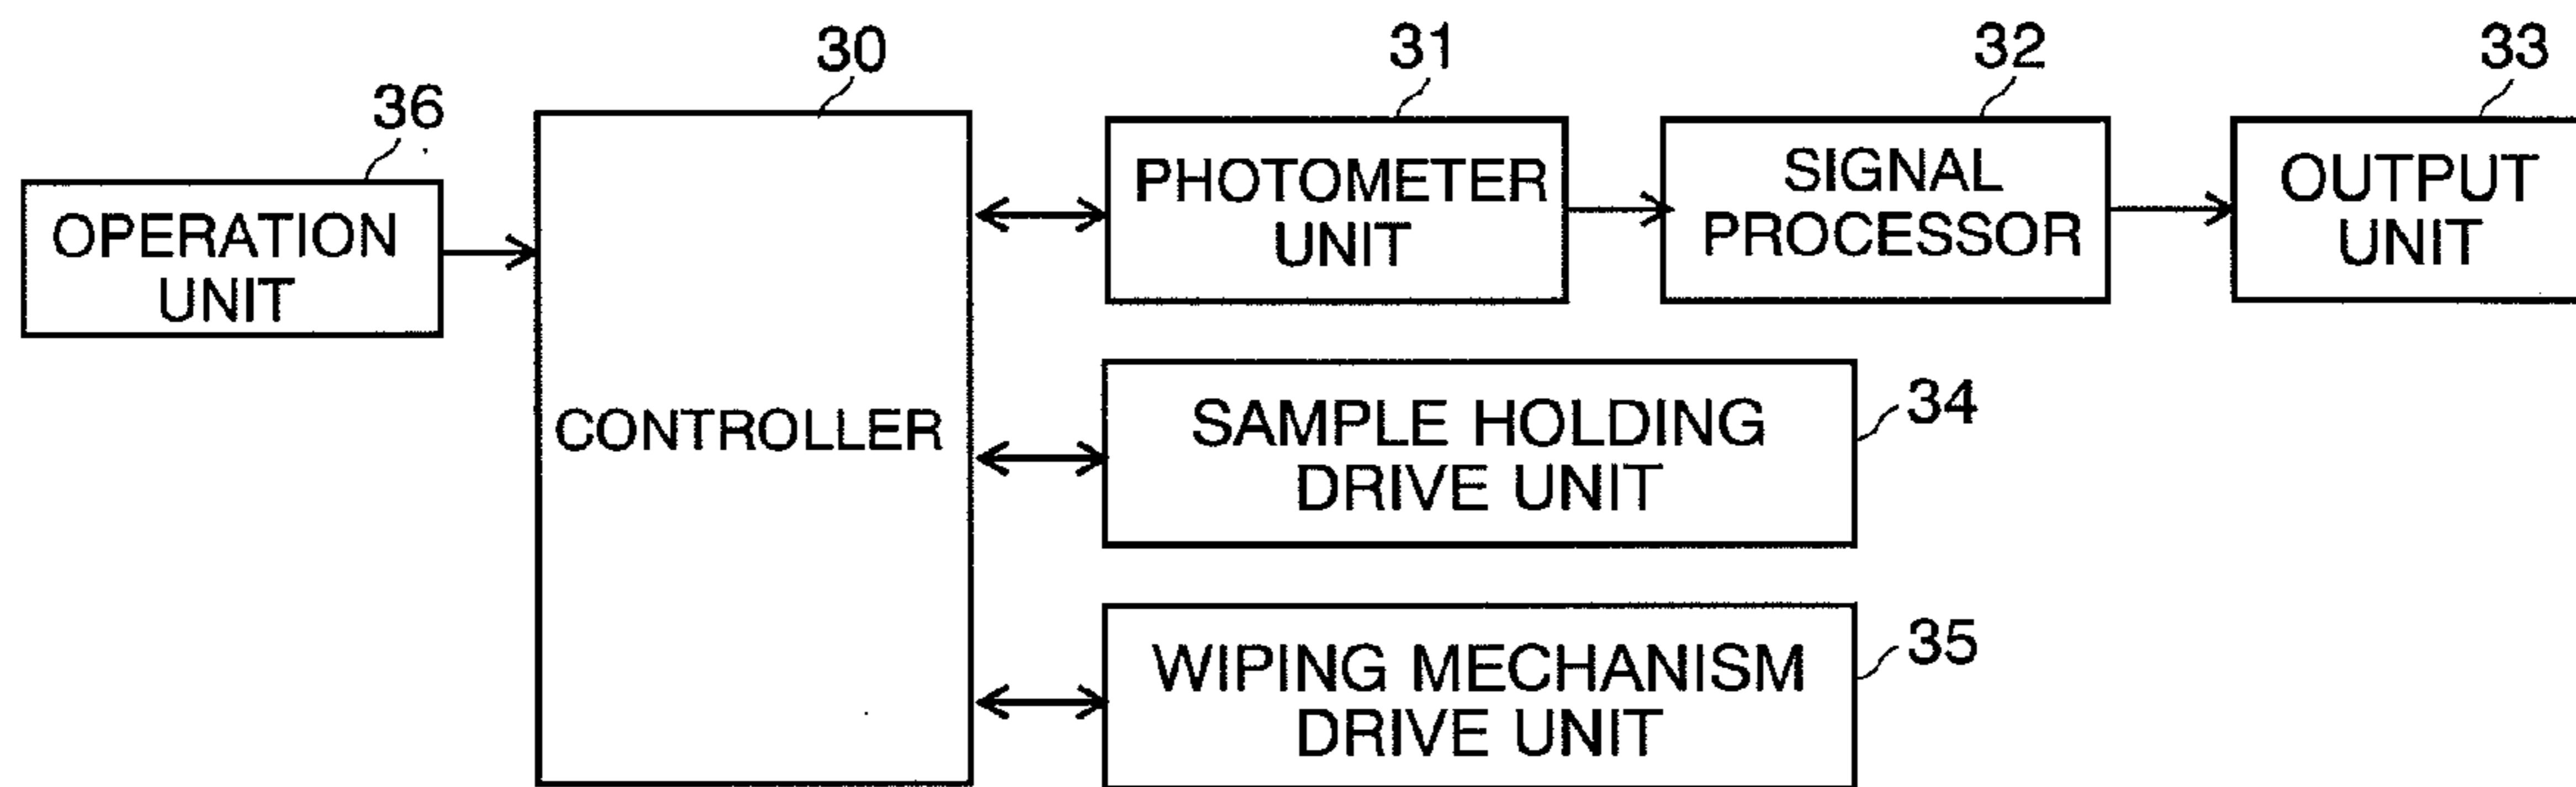 36
OPERATION
UNIT
30
CONTROLLER
31
PHOTOMETER
UNIT
32
SIGNAL
PROCESSOR
33
OUTPUT
UNIT
SAMPLE HOLDING
DRIVE UNIT
34
WIPING MECHANISM
DRIVE UNIT
35